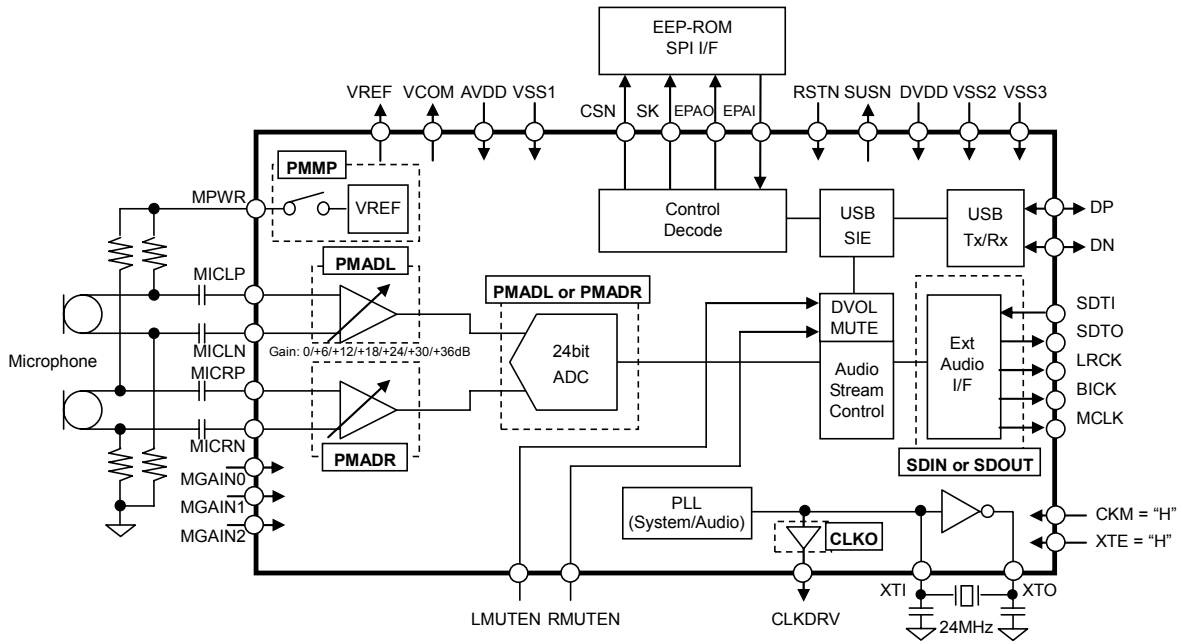 EEP-ROM
SPI I/F
VREF
VCOM
AVDD
VSS1
CSN
SK
EPAO
EPAI
RSTN
SUSN
DVDD
VSS2
VSS3
PMMP
MPWR
VREF
Control
Decode
USB
SIE
USB
Tx/Rx
DP
DN
MICLP
PMADL
PMADL or PMADR
MICLN
Gain: 0/+6/+12/+18/+24/+30/+36dB
Microphone
MICRP
24bit
ADC
DVOL
MUTE
Audio
Stream
Control
Ext
Audio
I/F
SDTI
SDTO
LRCK
BICK
MCLK
MICRN
PMADR
SDIN or SDOUT
MGAIN0
MGAIN1
MGAIN2
PLL
(System/Audio)
CLKO
CKM = “H”
XTE = “H”
LMUTEN
RMUTEN
CLKDRV
XTI
XTO
24MHz